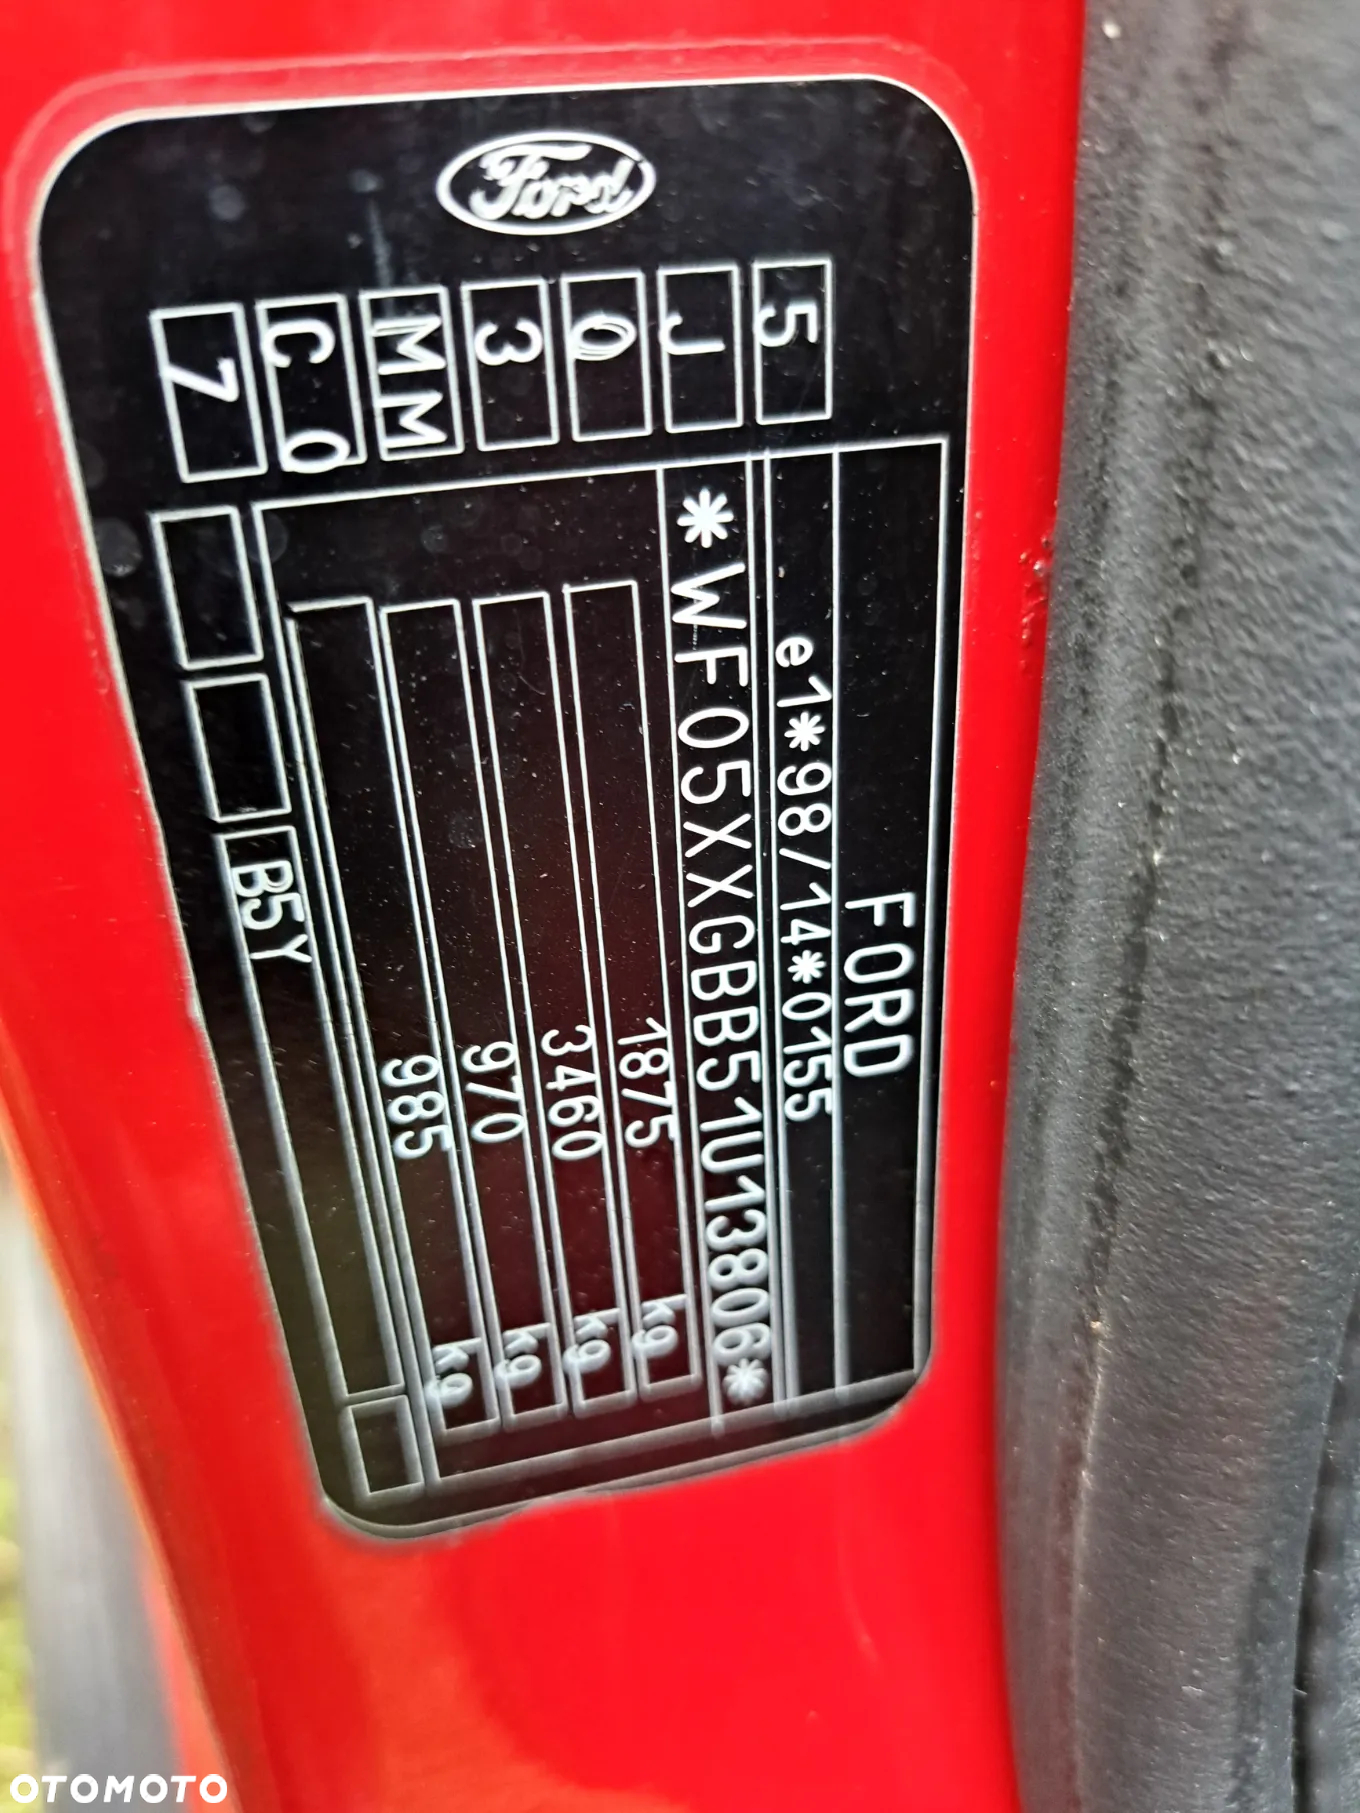 Ford
FORD
e1*98/14*0155
*WF05XXGBB51U13806*
1875 kg
3460 kg
970 kg
985 kg
5
J
Q
3
MM
C0
7
B5Y
OTOMOTO